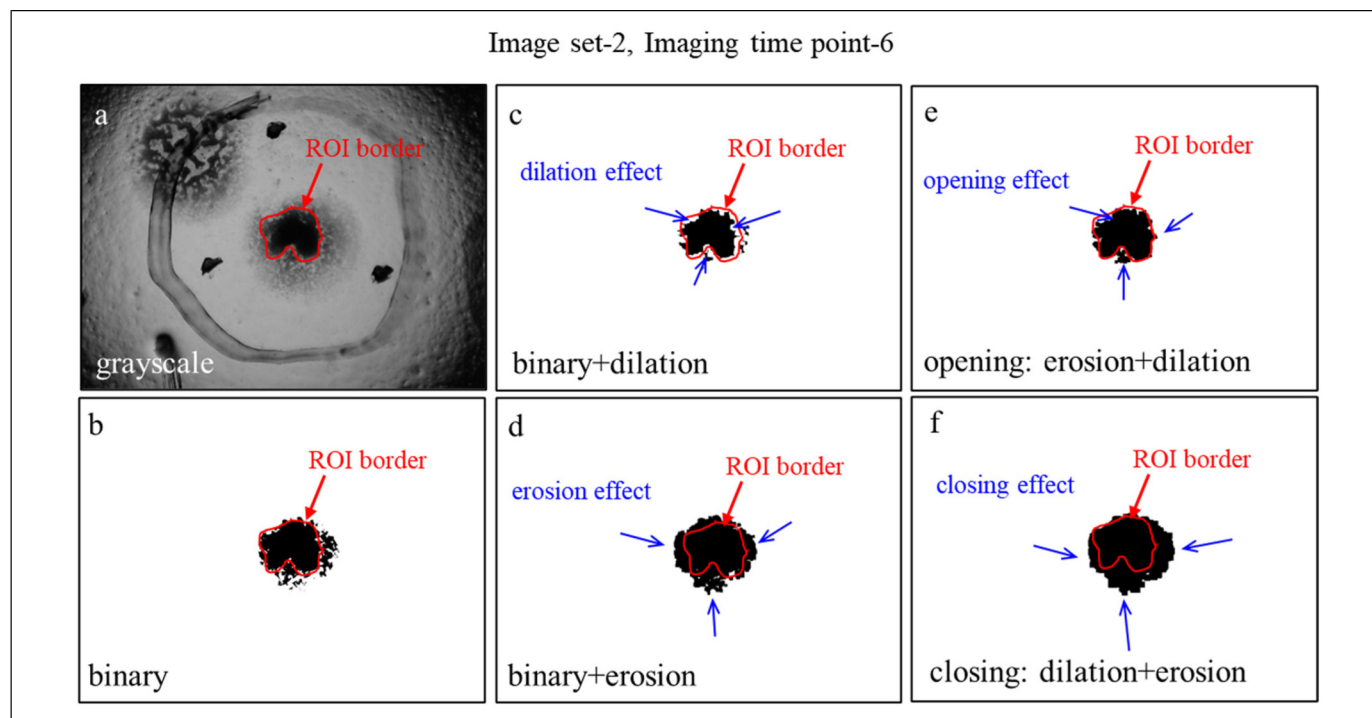 Image set-2, Imaging time point-6
a
ROI border
grayscale
b
ROI border
binary
c
ROI border
dilation effect
binary+dilation
d
ROI border
erosion effect
binary+erosion
e
ROI border
opening effect
opening: erosion+dilation
f
ROI border
closing effect
closing: dilation+erosion